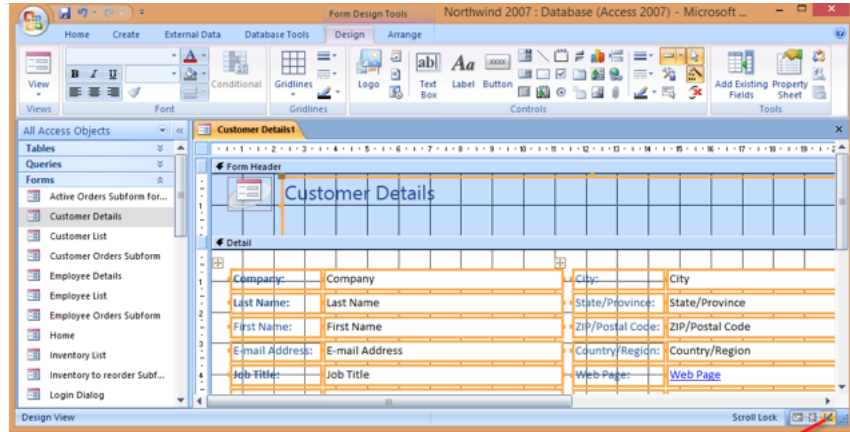 Form Design Tools Northwind 2007 : Database (Access 2007) - Microsoft ...
Home Create External Data Database Tools Design Arrange
View
B I U
Conditional
Gridlines
Logo
ab|
Text Box
Aa
Label
Button
Add Existing Fields
Property Sheet
Views Font Gridlines Controls Tools
All Access Objects
Customer Details1
Tables
Queries
Forms
Active Orders Subform for...
Customer Details
Customer List
Customer Orders Subform
Employee Details
Employee List
Employee Orders Subform
Home
Inventory List
Inventory to reorder Subf...
Login Dialog
Form Header
Customer Details
Detail
Company: Company City: City
Last Name: Last Name State/Province: State/Province
First Name: First Name ZIP/Postal Code: ZIP/Postal Code
E-mail Address: E-mail Address Country/Region: Country/Region
Job Title: Job Title Web Page: Web Page
Design View Scroll Lock